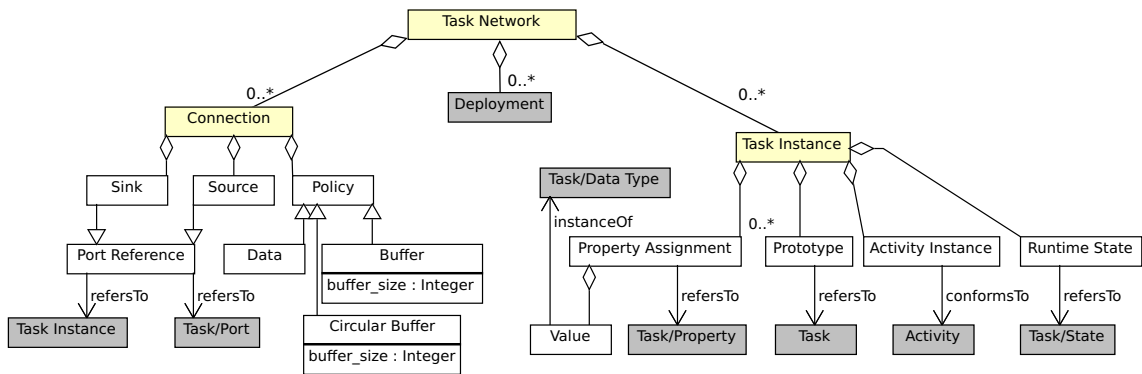 Task Network
0..*
0..*
0..*
Deployment
Connection
Task Instance
Sink
Source
Policy
Task/Data Type
instanceOf
0..*
Port Reference
Data
Buffer
buffer_size : Integer
Property Assignment
Prototype
Activity Instance
Runtime State
refersTo
refersTo
refersTo
refersTo
conformsTo
refersTo
Task Instance
Task/Port
Circular Buffer
buffer_size : Integer
Value
Task/Property
Task
Activity
Task/State